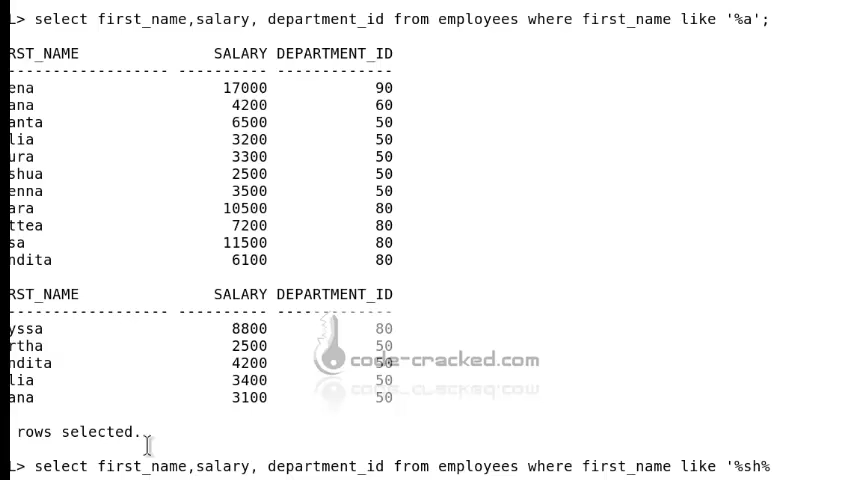 L> select first_name,salary, department_id from employees where first_name like '%a';
RST_NAME SALARY DEPARTMENT_ID
------------------ ---------- -------------
ena 17000 90
ana 4200 60
anta 6500 50
lia 3200 50
ura 3300 50
shua 2500 50
enna 3500 50
ara 10500 80
ttea 7200 80
sa 11500 80
ndita 6100 80
RST_NAME SALARY DEPARTMENT_ID
------------------ ---------- -------------
yssa 8800 80
rtha 2500 50
ndita 4200 50
lia 3400 50
ana 3100 50
code-cracked.com
rows selected.
L> select first_name,salary, department_id from employees where first_name like '%sh%